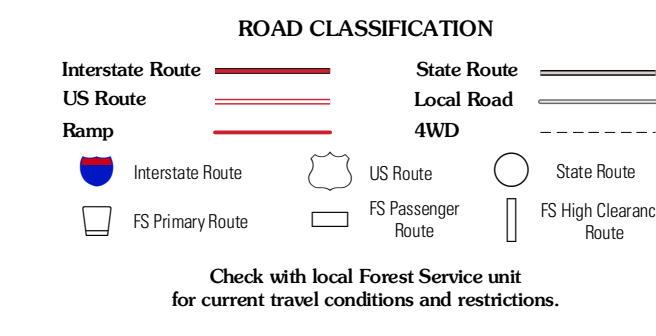 ROAD CLASSIFICATION
Interstate Route
State Route
US Route
Local Road
Ramp
4WD
Interstate Route
US Route
State Route
FS Primary Route
FS Passenger
Route
FS High Clearanc
Route
Check with local Forest Service unit
for current travel conditions and restrictions.